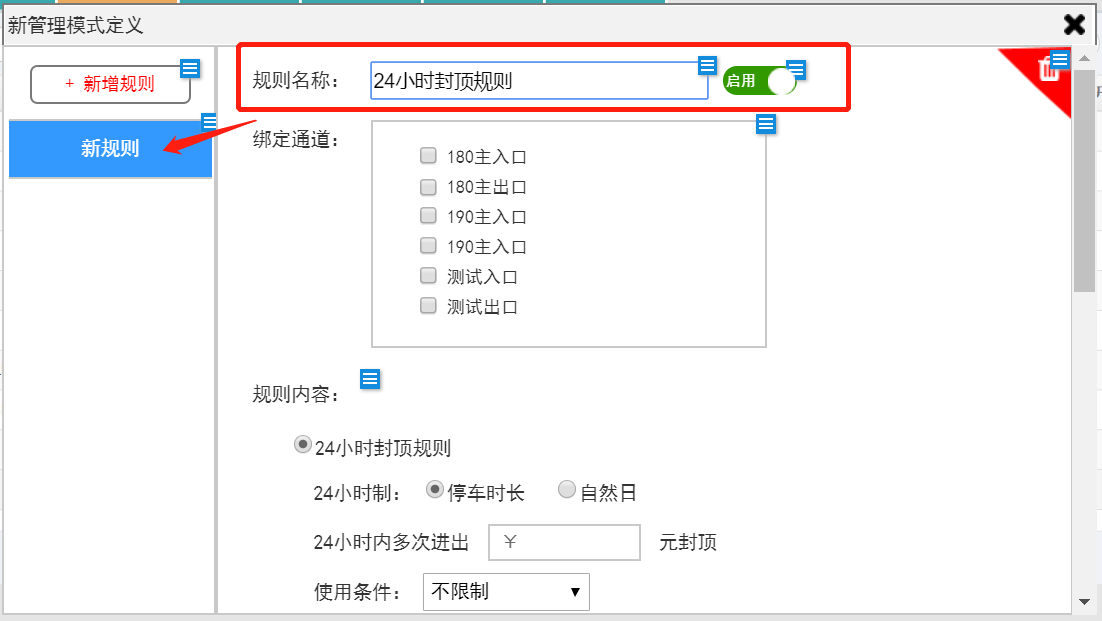 新管理模式定义
+ 新增规则
新规则
规则名称：
24小时封顶规则
启用
绑定通道：
180主入口
180主出口
190主入口
190主入口
测试入口
测试出口
规则内容：
24小时封顶规则
24小时制： 停车时长 自然日
24小时内多次进出 ￥ 元封顶
使用条件： 不限制